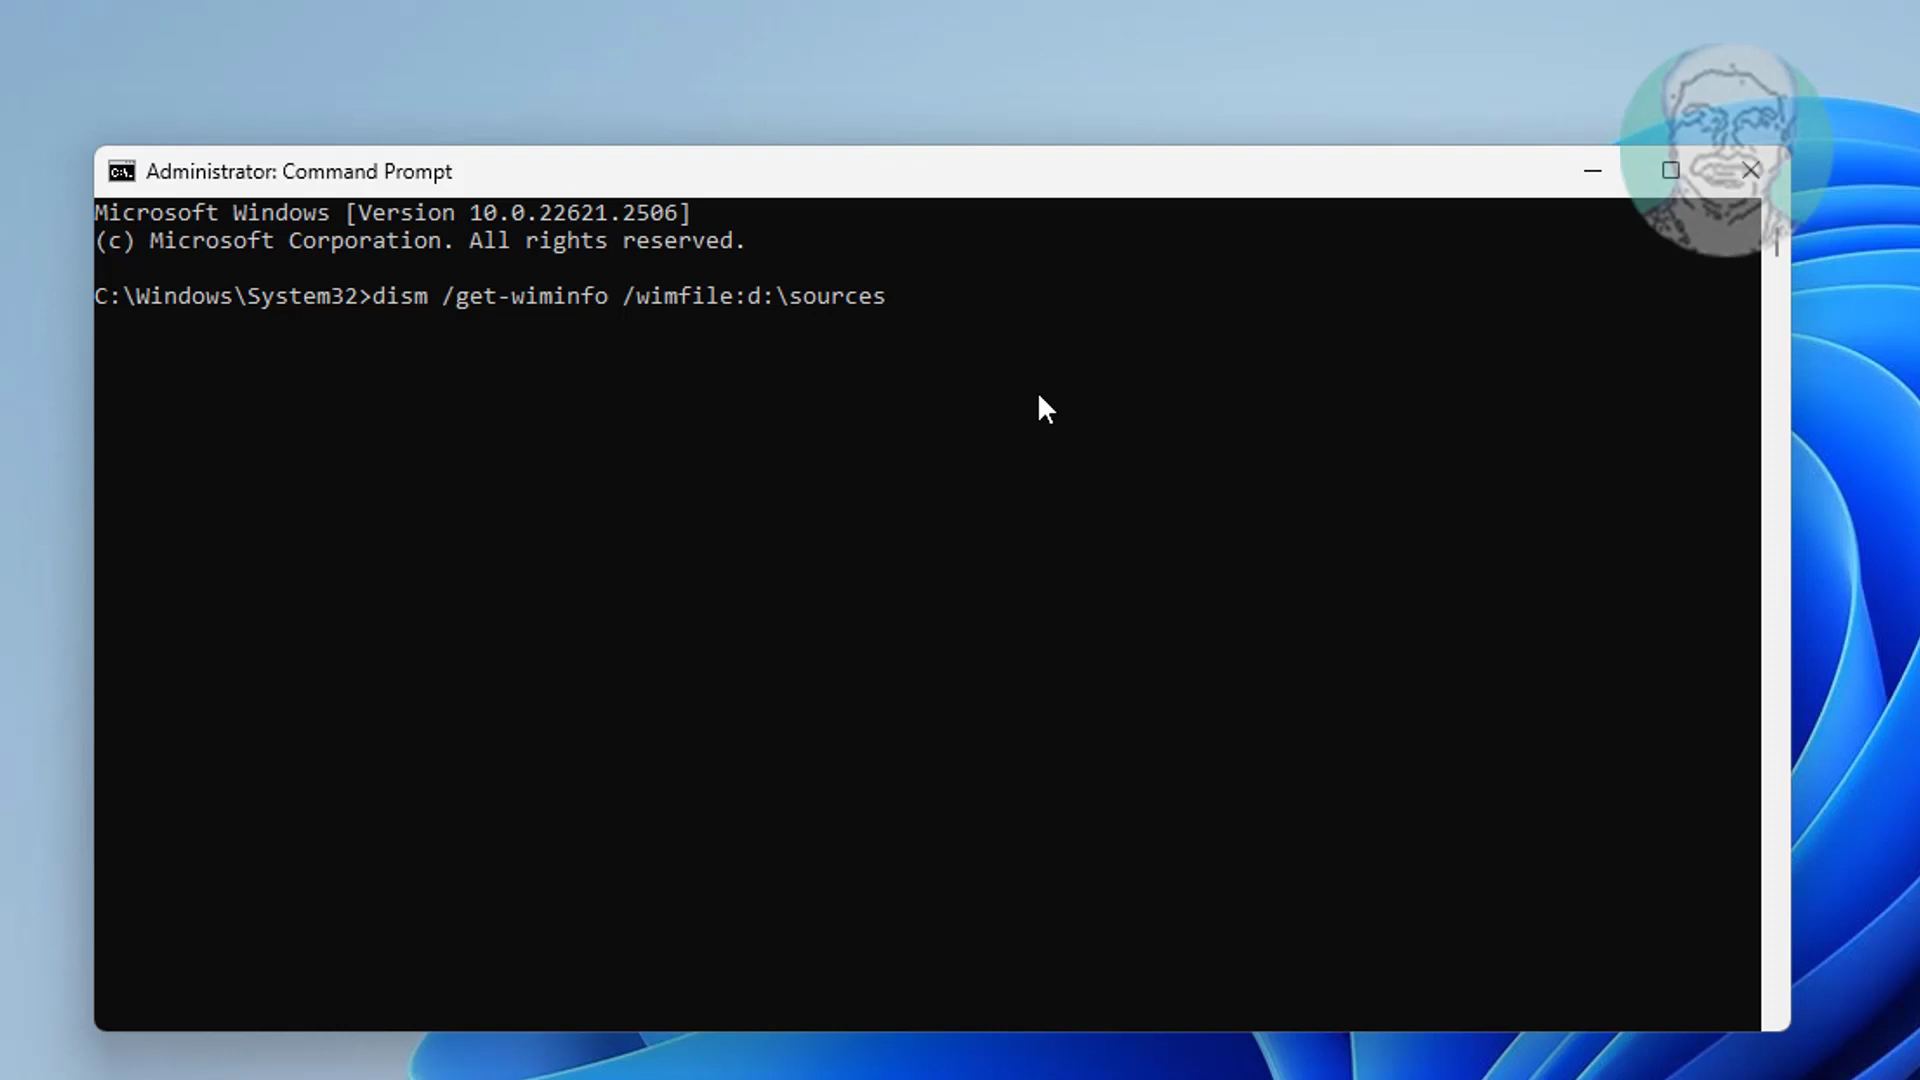 Administrator: Command Prompt
Microsoft Windows [Version 10.0.22621.2506]
(c) Microsoft Corporation. All rights reserved.
C:\Windows\System32>dism /get-wiminfo /wimfile:d:\sources